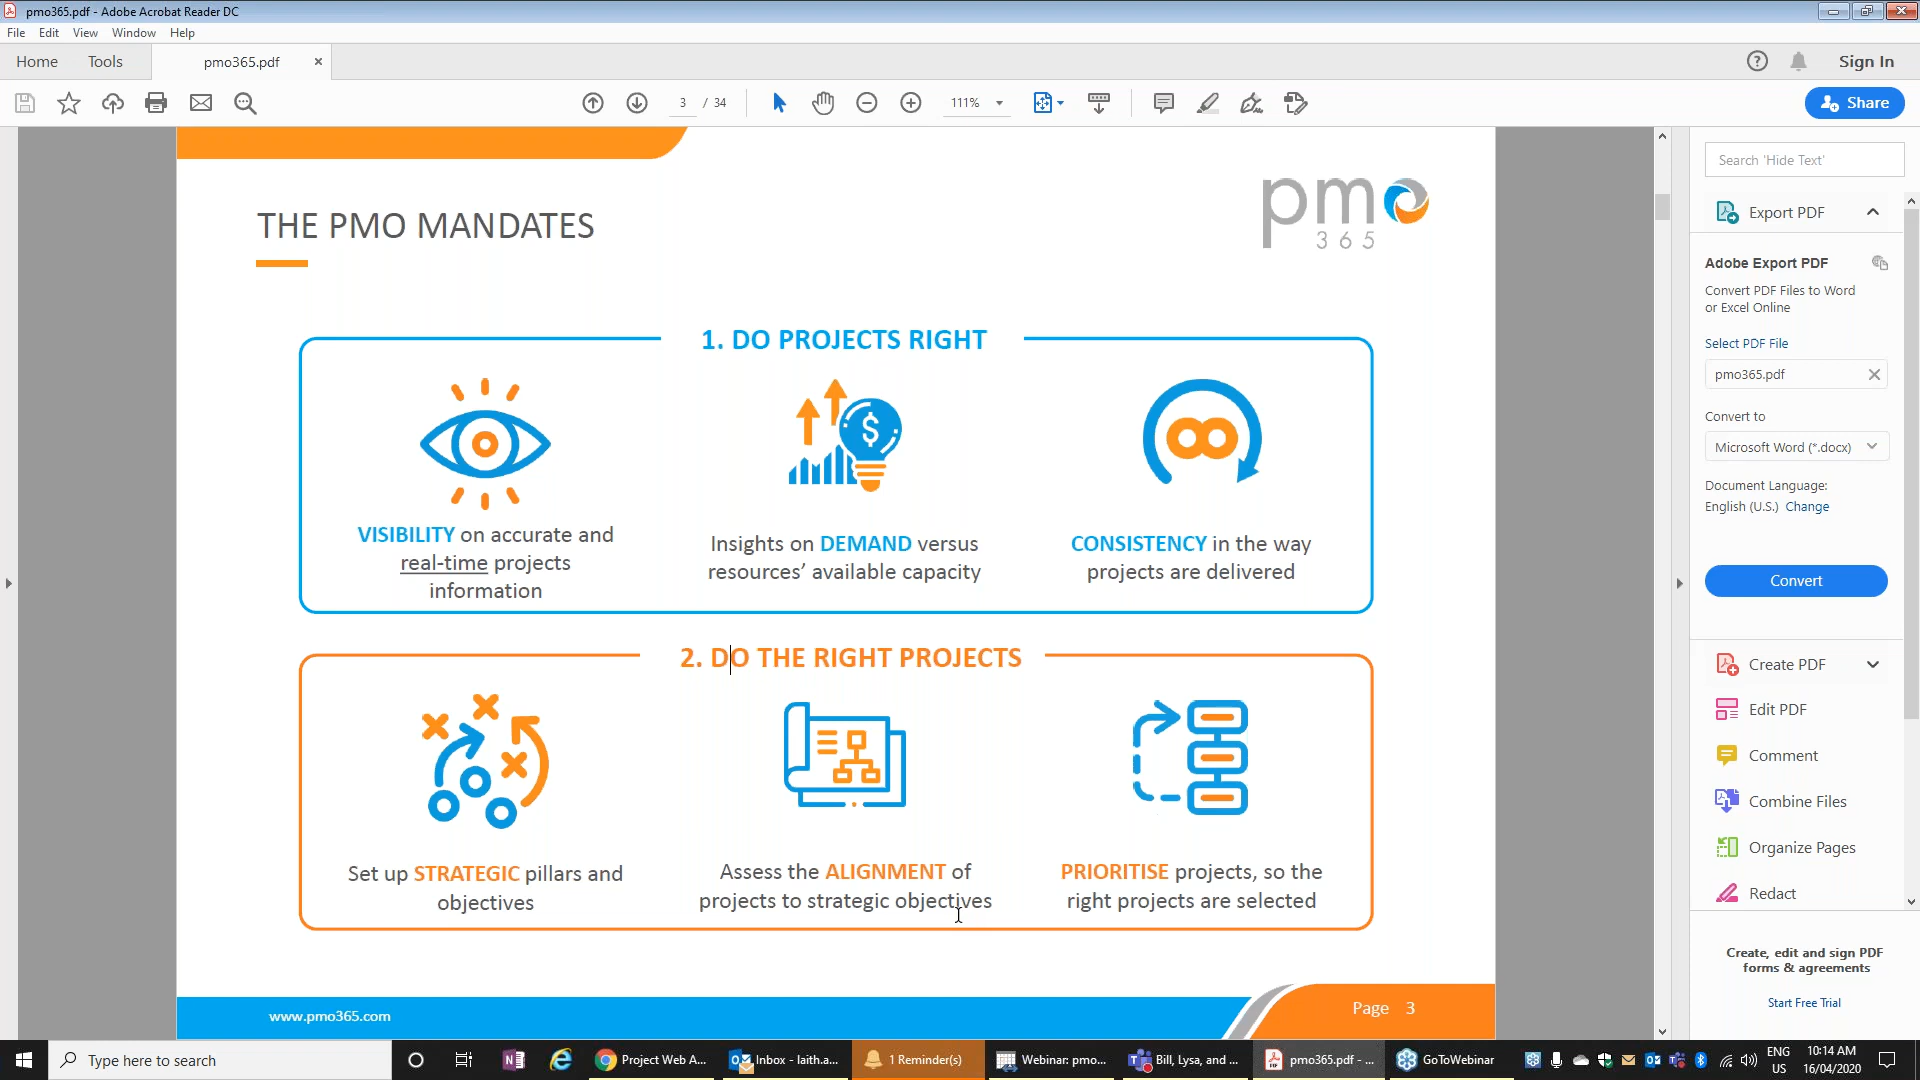 pmo365.pdf - Adobe Acrobat Reader DC
File Edit View Window Help
Home Tools pmo365.pdf Sign In
3 / 34 111% Share
THE PMO MANDATES
pmo
365
1. DO PROJECTS RIGHT
$
VISIBILITY on accurate and
real-time projects
information
Insights on DEMAND versus
resources’ available capacity
CONSISTENCY in the way
projects are delivered
2. DO THE RIGHT PROJECTS
Set up STRATEGIC pillars and
objectives
Assess the ALIGNMENT of
projects to strategic objectives
PRIORITISE projects, so the
right projects are selected
www.pmo365.com
Page 3
Search 'Hide Text'
Export PDF
Adobe Export PDF
Convert PDF Files to Word
or Excel Online
Select PDF File
pmo365.pdf
Convert to
Microsoft Word (*.docx)
Document Language:
English (U.S.) Change
Convert
Create PDF
Edit PDF
Comment
Combine Files
Organize Pages
Redact
Create, edit and sign PDF
forms & agreements
Start Free Trial
Type here to search
Project Web A...
Inbox - laith.a...
1 Reminder(s)
Webinar: pmo...
Bill, Lysa, and ...
pmo365.pdf - ...
GoToWebinar
ENG
US
10:14 AM
16/04/2020